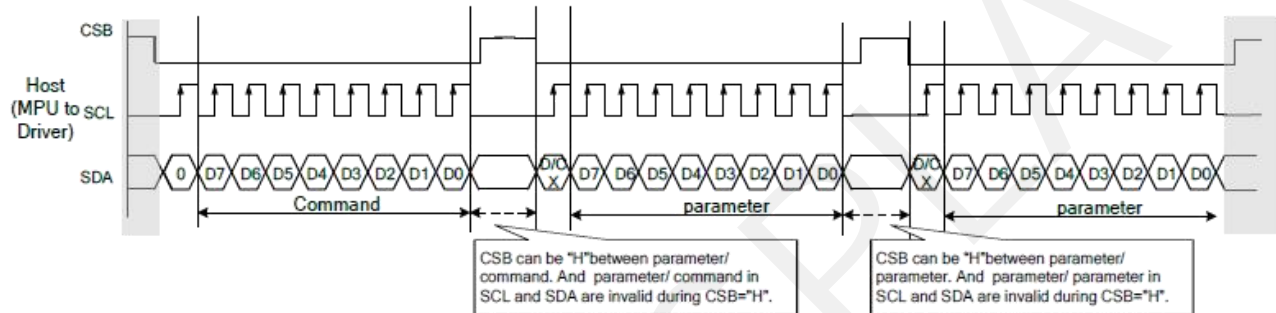 CSB
Host
(MPU to
Driver)
SCL
SDA
0 D7 D6 D5 D4 D3 D2 D1 D0 D/C X D7 D6 D5 D4 D3 D2 D1 D0 D/C X D7 D6 D5 D4 D3 D2 D1 D0
Command parameter parameter
CSB can be "H"between parameter/
command. And parameter/ command in
SCL and SDA are invalid during CSB="H".
CSB can be "H"between parameter/
parameter. And parameter/ parameter in
SCL and SDA are invalid during CSB="H".